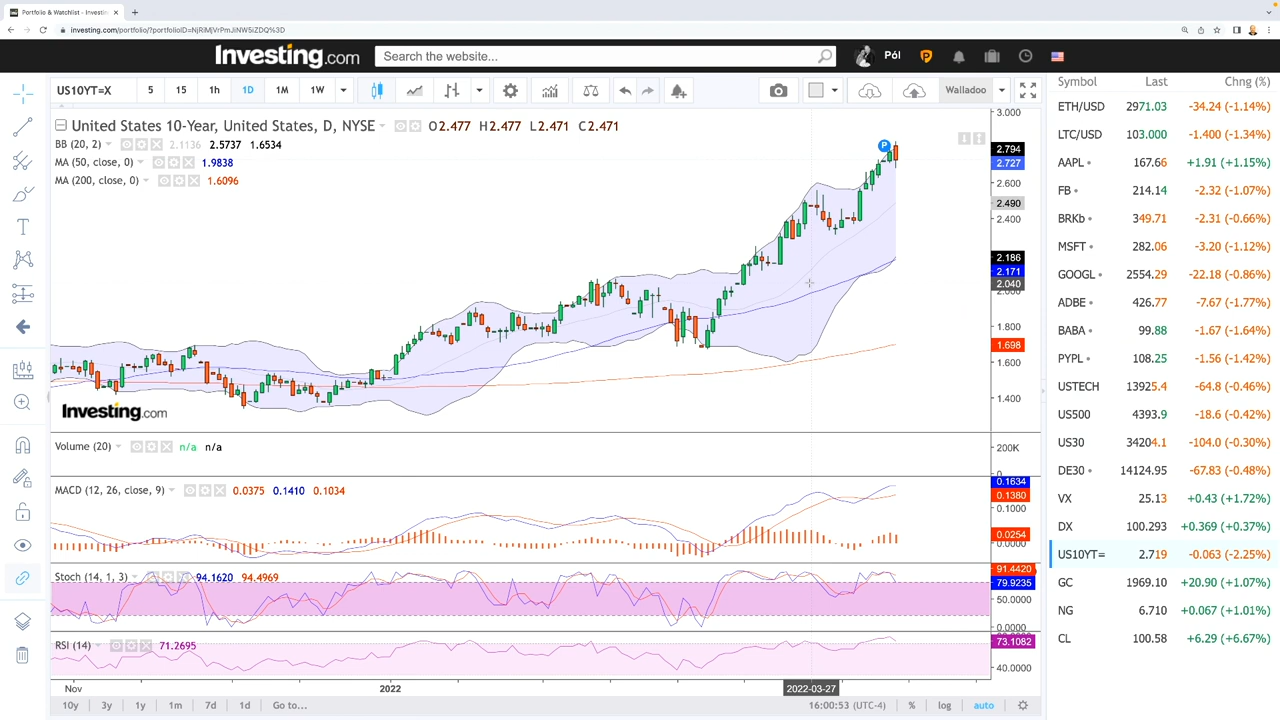 Portfolio & Watchlist - Investin
investing.com/portfolio/?portfolioID=NjRiMjVrPmJiNW5iZDQ%3D
Investing.com
Search the website...
Pól
US10YT=X
5 15 1h 1D 1M 1W
Walladoo
United States 10-Year, United States, D, NYSE O2.477 H2.477 L2.471 C2.471
BB (20, 2) 2.1136 2.5737 1.6534
MA (50, close, 0) 1.9838
MA (200, close, 0) 1.6096
P
3.000
2.794
2.727
2.600
2.490
2.400
2.186
2.171
2.040
2.000
1.800
1.698
1.600
1.400
Investing.com
Volume (20) n/a n/a
200K
0
MACD (12, 26, close, 9) 0.0375 0.1410 0.1034
0.1634
0.1380
0.1000
0.0254
0.0000
Stoch (14, 1, 3) 94.1620 94.4969
91.4420
79.9235
50.0000
0.0000
RSI (14) 71.2695
73.1082
40.0000
Nov 2022 2022-03-27
10y 3y 1y 1m 7d 1d Go to... 16:00:53 (UTC-4) % log auto
Symbol Last Chng (%)
ETH/USD 2971.03 -34.24 (-1.14%)
LTC/USD 103.000 -1.400 (-1.34%)
AAPL 167.66 +1.91 (+1.15%)
FB 214.14 -2.32 (-1.07%)
BRKb 349.71 -2.31 (-0.66%)
MSFT 282.06 -3.20 (-1.12%)
GOOGL 2554.29 -22.18 (-0.86%)
ADBE 426.77 -7.67 (-1.77%)
BABA 99.88 -1.67 (-1.64%)
PYPL 108.25 -1.56 (-1.42%)
USTECH 13925.4 -64.8 (-0.46%)
US500 4393.9 -18.6 (-0.42%)
US30 34204.1 -104.0 (-0.30%)
DE30 14124.95 -67.83 (-0.48%)
VX 25.13 +0.43 (+1.72%)
DX 100.293 +0.369 (+0.37%)
US10YT= 2.719 -0.063 (-2.25%)
GC 1969.10 +20.90 (+1.07%)
NG 6.710 +0.067 (+1.01%)
CL 100.58 +6.29 (+6.67%)